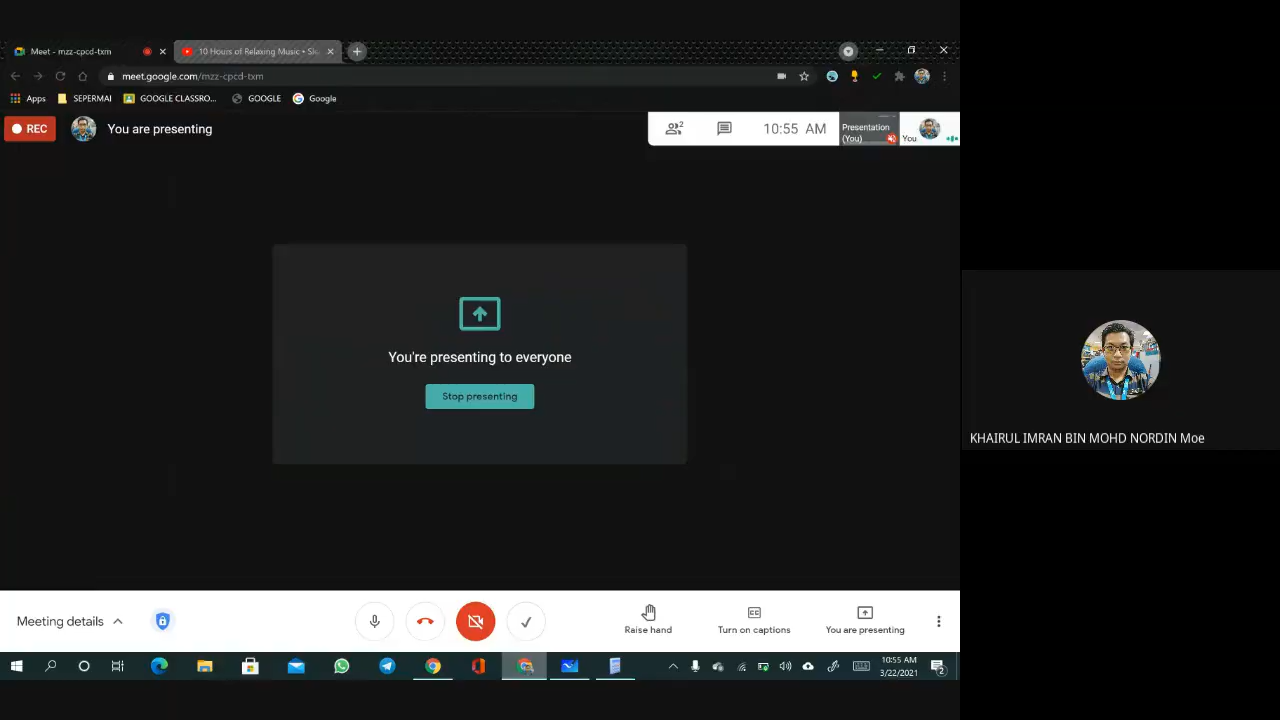 Meet - mzz-cpcd-txm
10 Hours of Relaxing Music • Sle
meet.google.com/mzz-cpcd-txm
Apps
SEPERMAI
GOOGLE CLASSRO...
GOOGLE
Google
REC
You are presenting
2
10:55 AM
Presentation
(You)
You
You're presenting to everyone
Stop presenting
KHAIRUL IMRAN BIN MOHD NORDIN Moe
Meeting details
Raise hand
Turn on captions
You are presenting
10:55 AM
3/22/2021
2